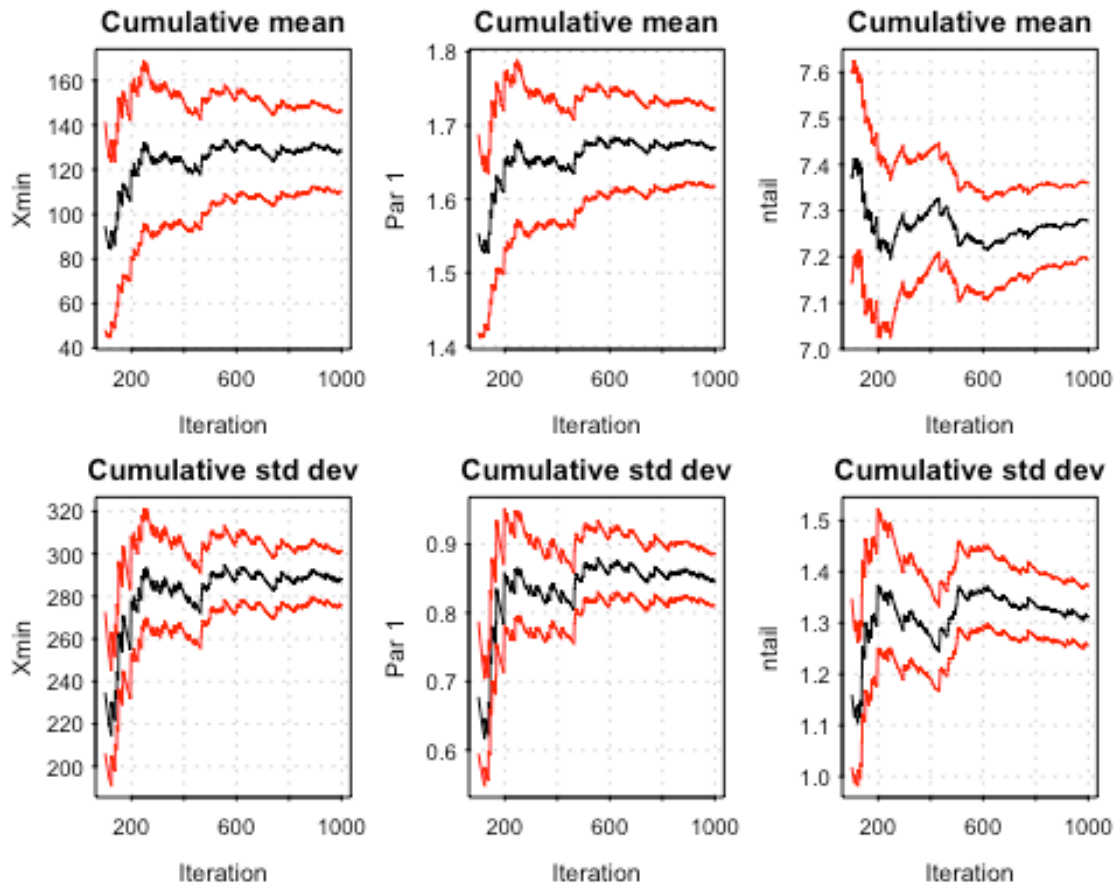 Cumulative mean
Xmin
160
140
120
100
80
60
40
200 600 1000
Iteration
Cumulative mean
Par 1
1.8
1.7
1.6
1.5
1.4
200 600 1000
Iteration
Cumulative mean
ntail
7.6
7.5
7.4
7.3
7.2
7.1
7.0
200 600 1000
Iteration
Cumulative std dev
Xmin
320
300
280
260
240
220
200
200 600 1000
Iteration
Cumulative std dev
Par 1
0.9
0.8
0.7
0.6
200 600 1000
Iteration
Cumulative std dev
ntail
1.5
1.4
1.3
1.2
1.1
1.0
200 600 1000
Iteration